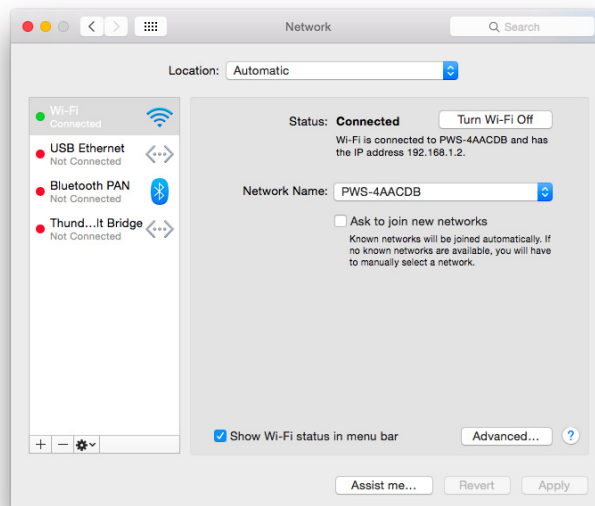 Network
Search
Location: Automatic
Wi-Fi
Connected
USB Ethernet
Not Connected
Bluetooth PAN
Not Connected
Thund...lt Bridge
Not Connected
Status: Connected
Turn Wi-Fi Off
Wi-Fi is connected to PWS-4AACDB and has
the IP address 192.168.1.2.
Network Name: PWS-4AACDB
Ask to join new networks
Known networks will be joined automatically. If
no known networks are available, you will have
to manually select a network.
Show Wi-Fi status in menu bar
Advanced...
?
Assist me...
Revert
Apply